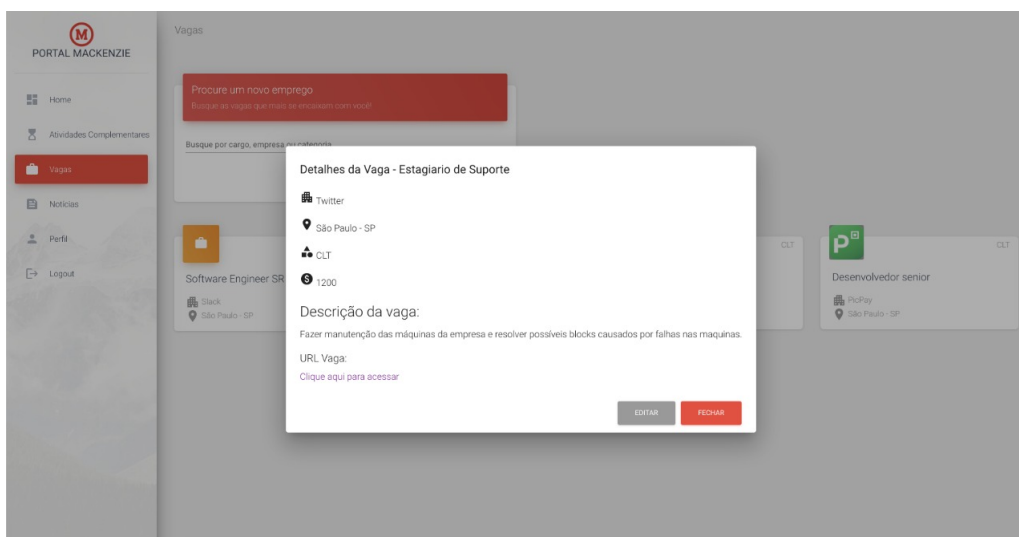 M
PORTAL MACKENZIE
Home
Atividades Complementares
Vagas
Notícias
Perfil
Logout
Vagas
Procure um novo emprego
Busque as vagas que mais se encaixam com você!
Busque por cargo, empresa ou categoria
Software Engineer SR
Slack
São Paulo - SP
Detalhes da Vaga - Estagiario de Suporte
Twitter
São Paulo - SP
CLT
1200
Descrição da vaga:
Fazer manutenção das máquinas da empresa e resolver possíveis blocks causados por falhas nas maquinas.
URL Vaga:
Clique aqui para acessar
EDITAR
FECHAR
CLT
CLT
Desenvolvedor senior
PicPay
São Paulo - SP